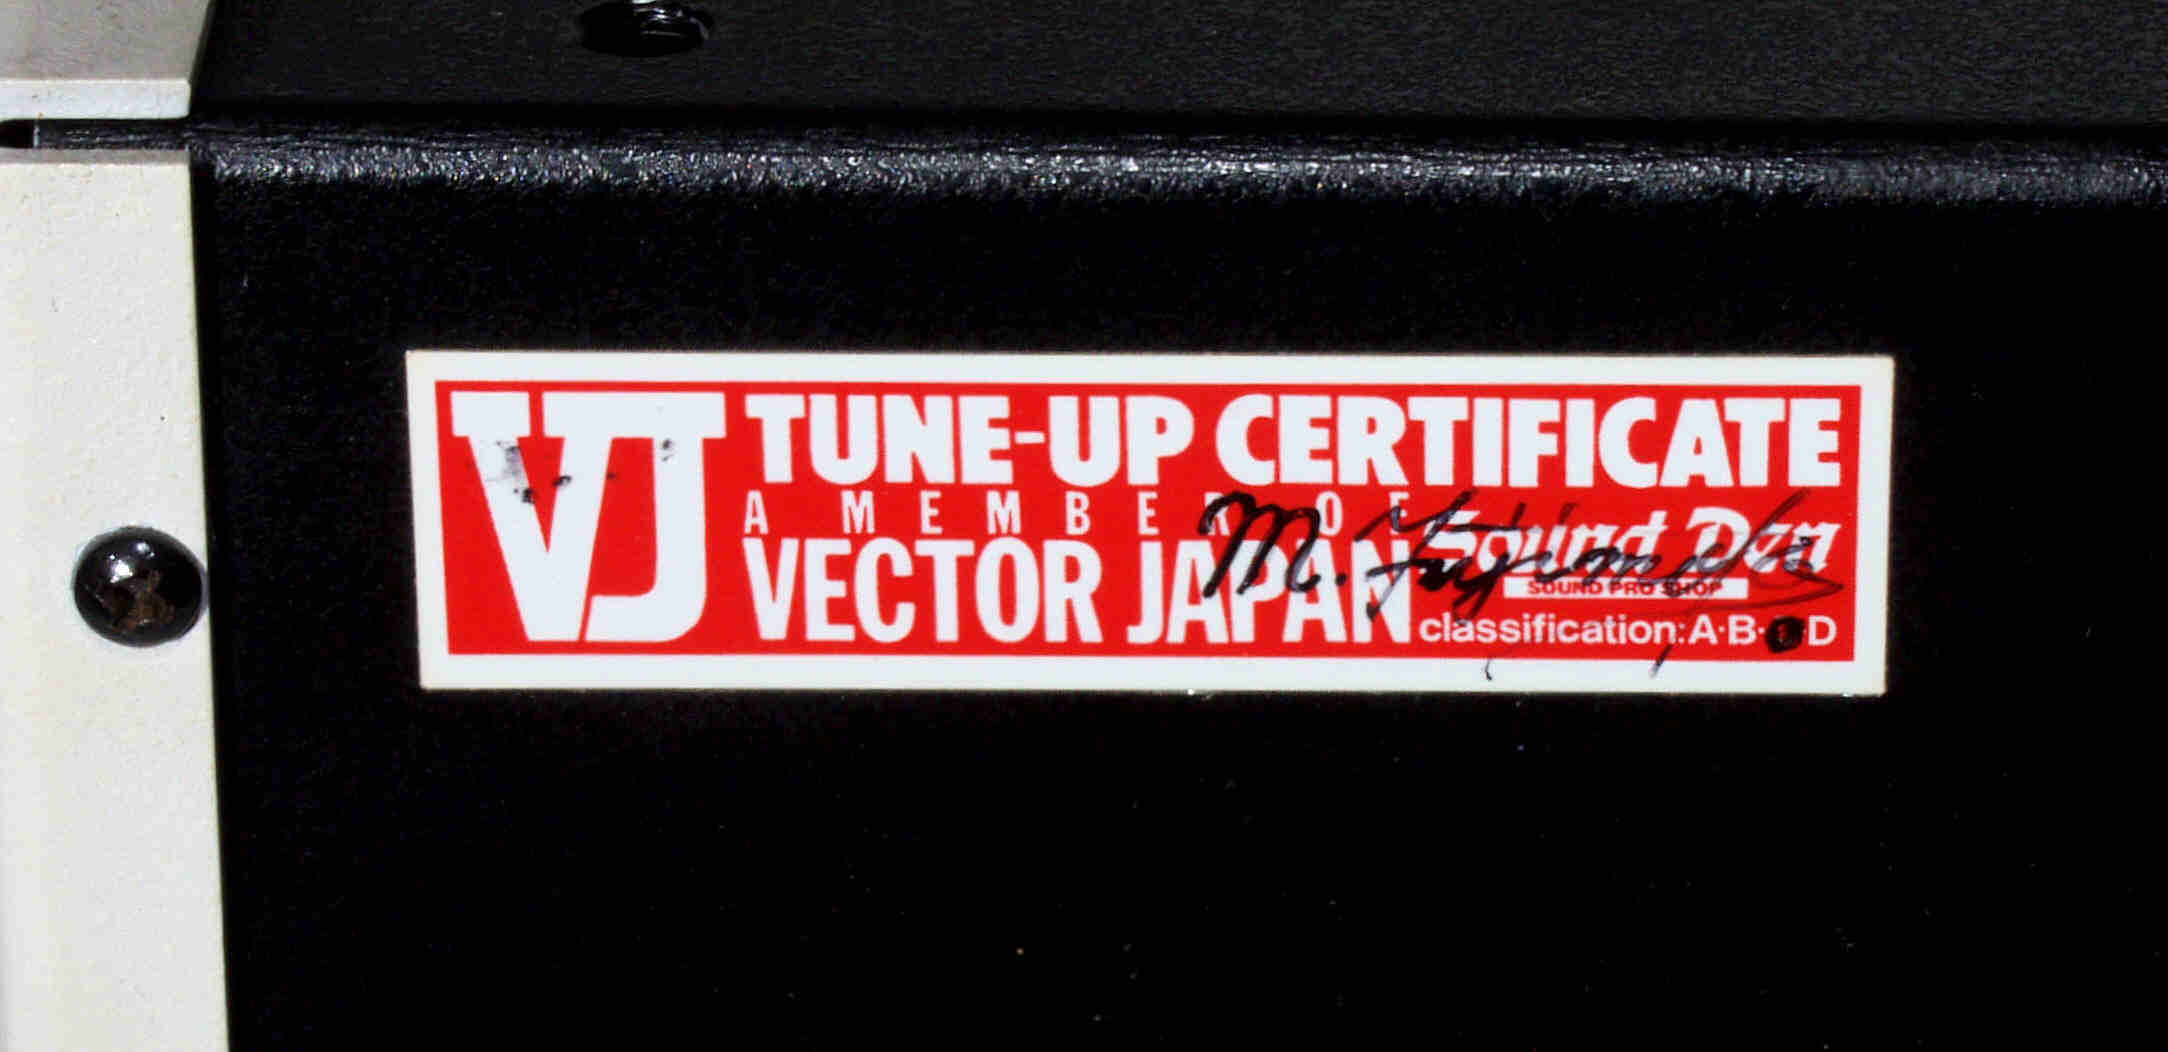 VJ
TUNE-UP CERTIFICATE
A MEMBER OF
VECTOR JAPAN
Sound Den
SOUND PRO SHOP
classification: A·B· D
M.